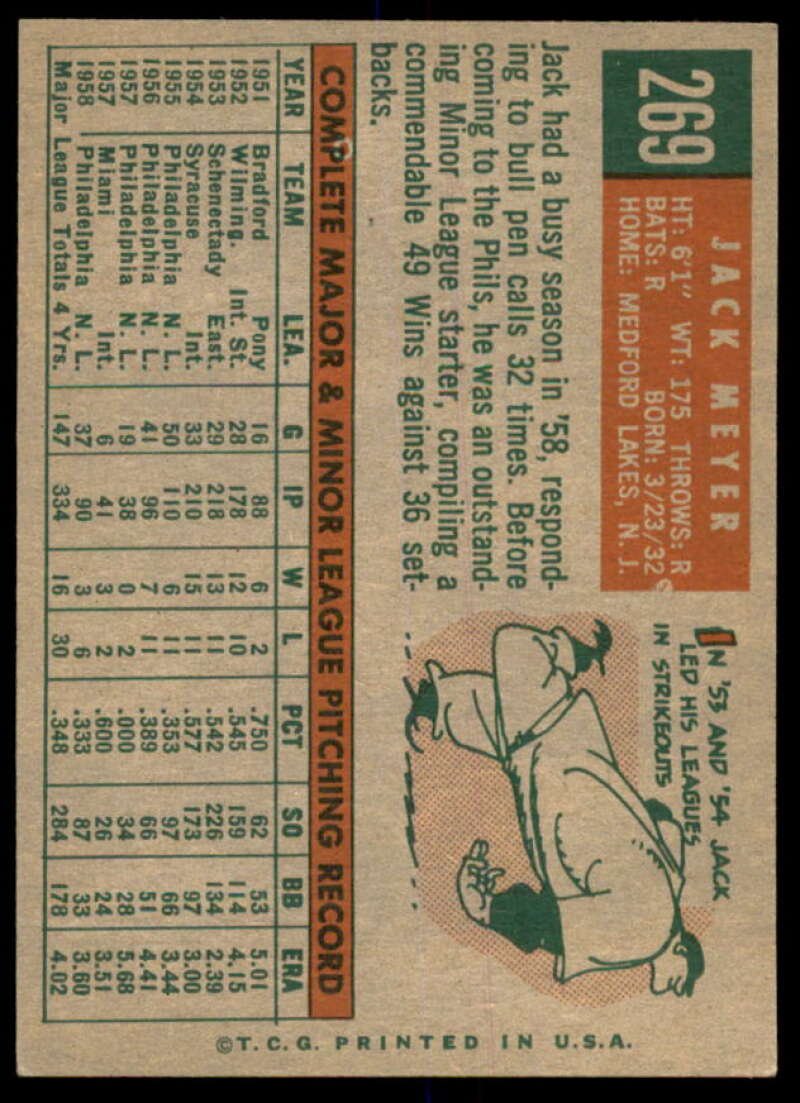 269
JACK MEYER
HT: 6'1" WT: 175 THROWS: R
BATS: R BORN: 3/23/32
HOME: MEDFORD LAKES, N. J.
Jack had a busy season in '58, respond-
ing to bull pen calls 32 times. Before
coming to the Phils, he was an outstand-
ing Minor League starter, compiling a
commendable 49 Wins against 36 set-
backs.
IN '53 AND '54 JACK
LED HIS LEAGUES
IN STRIKEOUTS
COMPLETE MAJOR & MINOR LEAGUE PITCHING RECORD
YEAR TEAM LEA. G IP W L PCT SO BB ERA
1951 Bradford Pony 16 88 6 2 .750 62 53 5.01
1952 Wilming. Int. St. 28 178 12 10 .545 159 114 4.15
1953 Schenectady East. 29 218 13 11 .542 226 134 2.39
1954 Syracuse Int. 33 210 15 11 .577 173 97 3.00
1955 Philadelphia N. L. 50 110 6 11 .353 97 66 3.44
1956 Philadelphia N. L. 41 96 7 11 .389 66 51 4.41
1957 Philadelphia N. L. 19 38 0 2 .000 34 28 5.68
1957 Miami Int. 6 41 3 2 .600 26 24 3.51
1958 Philadelphia N. L. 37 90 3 6 .333 87 33 3.60
Major League Totals 4 Yrs. 147 334 16 30 .348 284 178 4.02
©T.C.G. PRINTED IN U.S.A.